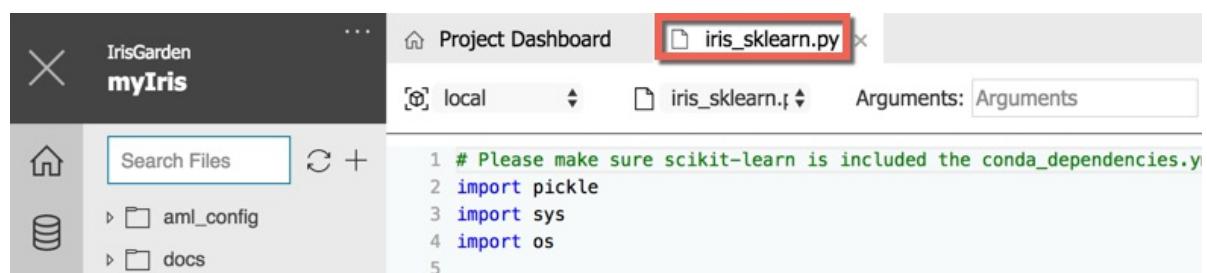 IrisGarden
myIris
...
Project Dashboard
iris_sklearn.py
local
iris_sklearn.p
Arguments: Arguments
Search Files
aml_config
docs
1 # Please make sure scikit-learn is included the conda_dependencies.y
2 import pickle
3 import sys
4 import os
5